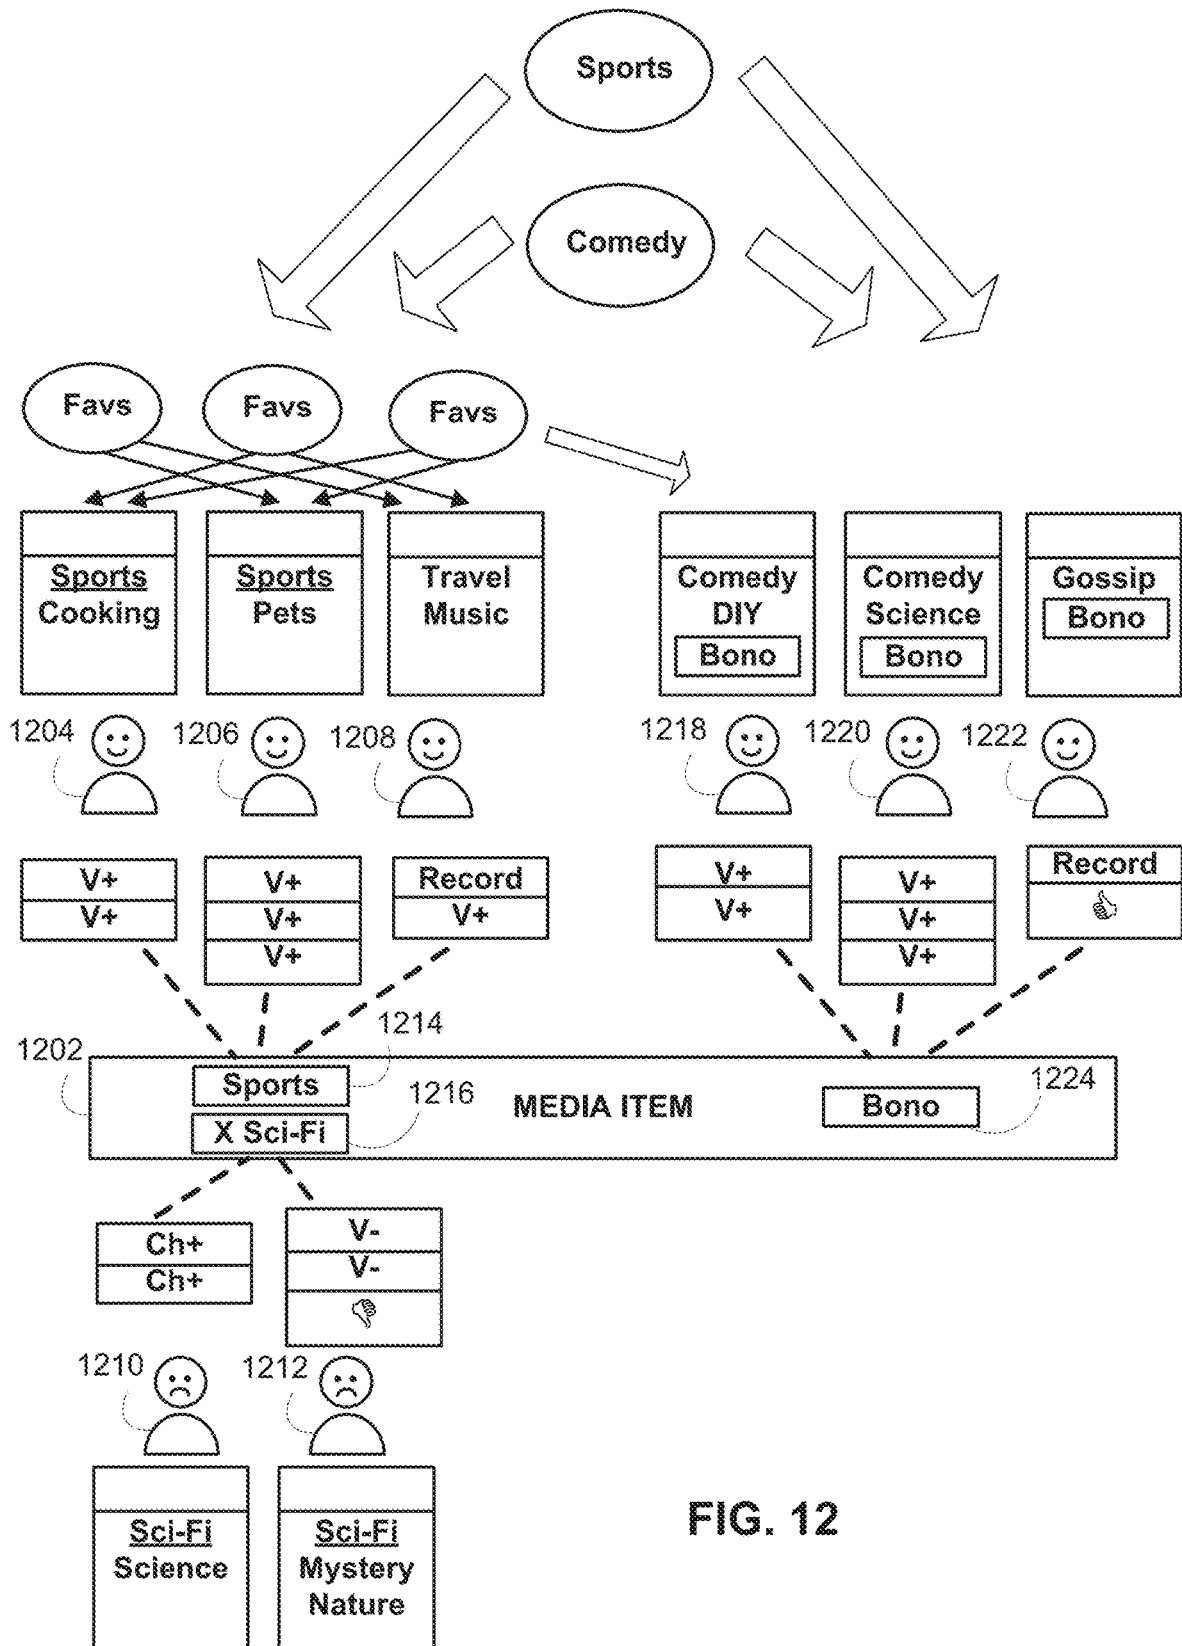 Sports
Comedy
Favs
Favs
Favs
Sports
Cooking
Sports
Pets
Travel
Music
Comedy
DIY
Bono
Comedy
Science
Bono
Gossip
Bono
1204
1206
1208
1218
1220
1222
V+
V+
V+
V+
V+
Record
V+
V+
V+
V+
V+
V+
Record
1202
1214
Sports
1216
X Sci-Fi
MEDIA ITEM
1224
Bono
Ch+
Ch+
V-
V-
1210
1212
Sci-Fi
Science
Sci-Fi
Mystery
Nature
FIG. 12